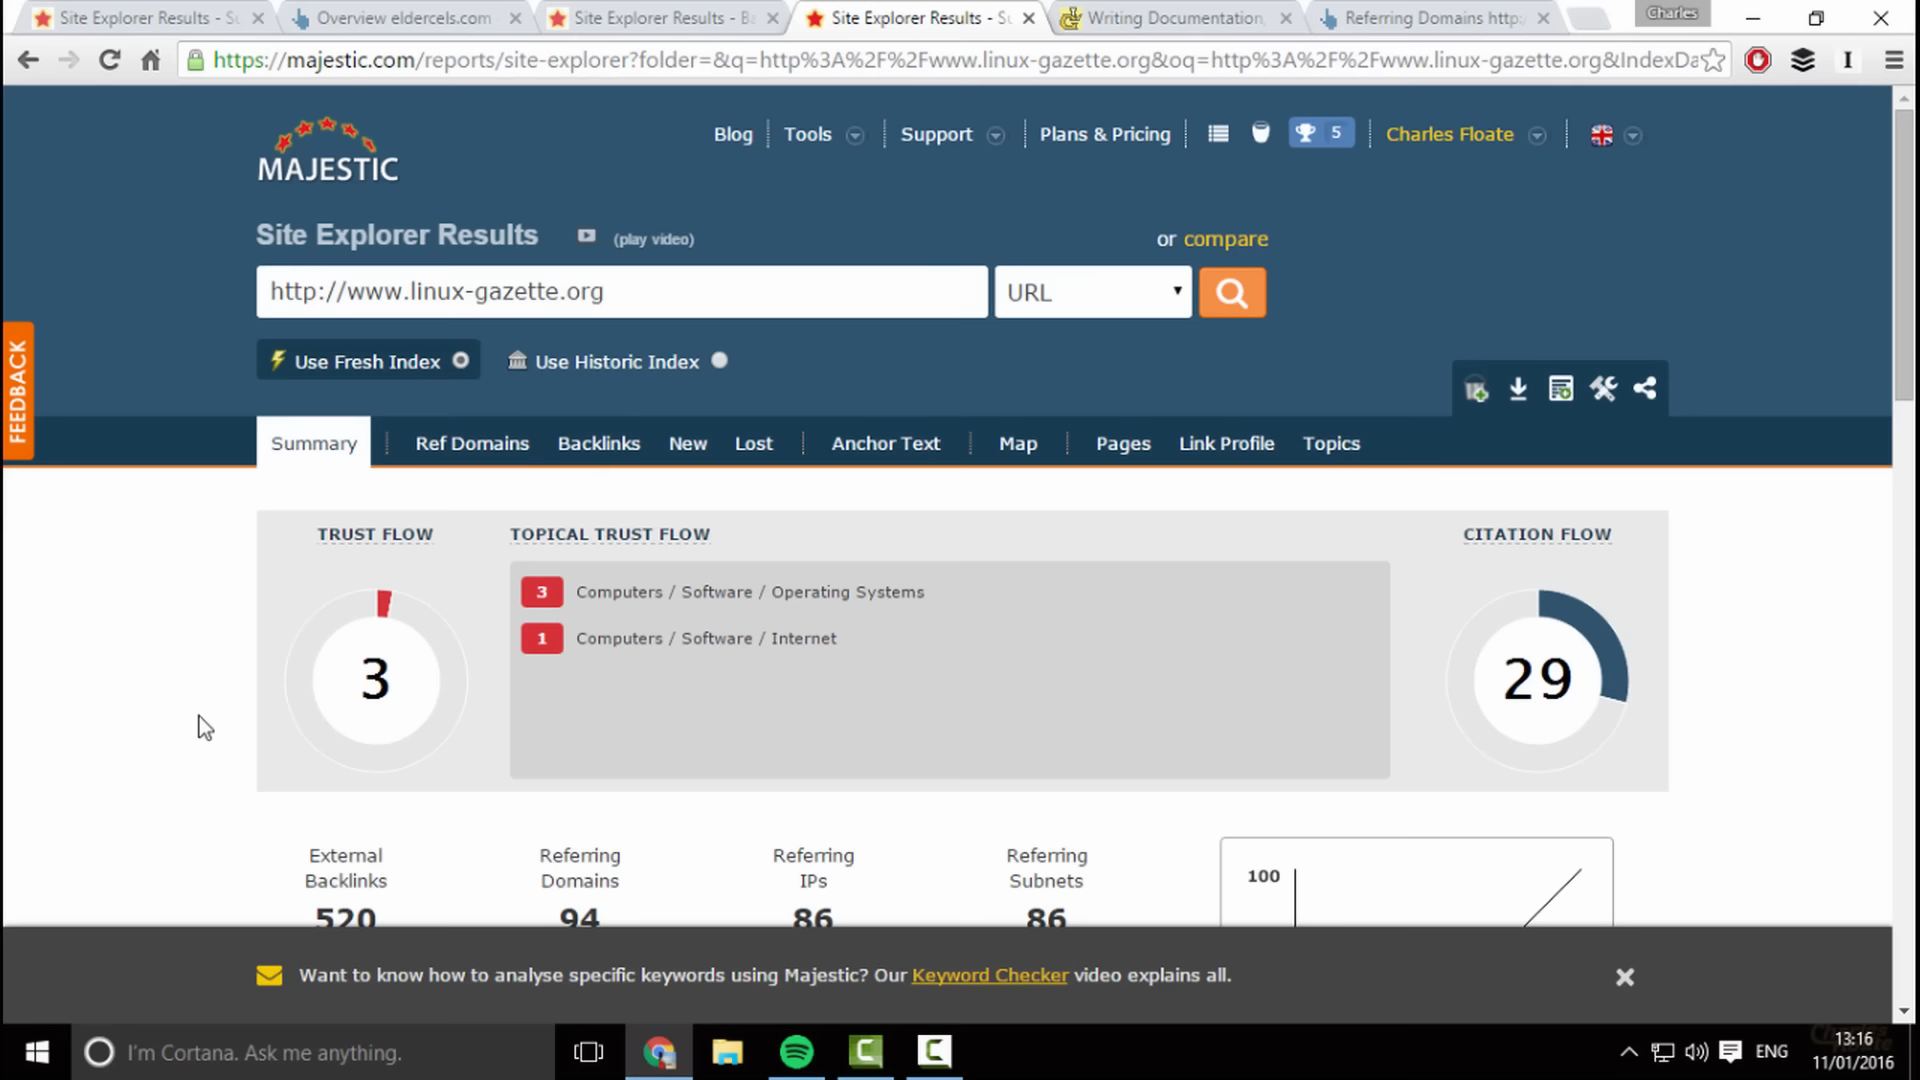 Site Explorer Results - Su
Overview eldercels.com
Site Explorer Results - Ba
Site Explorer Results - Su
Writing Documentation,
Referring Domains http:
Charles
https://majestic.com/reports/site-explorer?folder=&q=http%3A%2F%2Fwww.linux-gazette.org&oq=http%3A%2F%2Fwww.linux-gazette.org&IndexDa
MAJESTIC
Blog
Tools
Support
Plans & Pricing
5
Charles Floate
Site Explorer Results
(play video)
or compare
http://www.linux-gazette.org
URL
Use Fresh Index
Use Historic Index
FEEDBACK
Summary
Ref Domains
Backlinks
New
Lost
Anchor Text
Map
Pages
Link Profile
Topics
TRUST FLOW
TOPICAL TRUST FLOW
CITATION FLOW
3 Computers / Software / Operating Systems
1 Computers / Software / Internet
3
29
External
Backlinks
520
Referring
Domains
94
Referring
IPs
86
Referring
Subnets
86
100
Want to know how to analyse specific keywords using Majestic? Our Keyword Checker video explains all.
I'm Cortana. Ask me anything.
ENG
13:16
11/01/2016